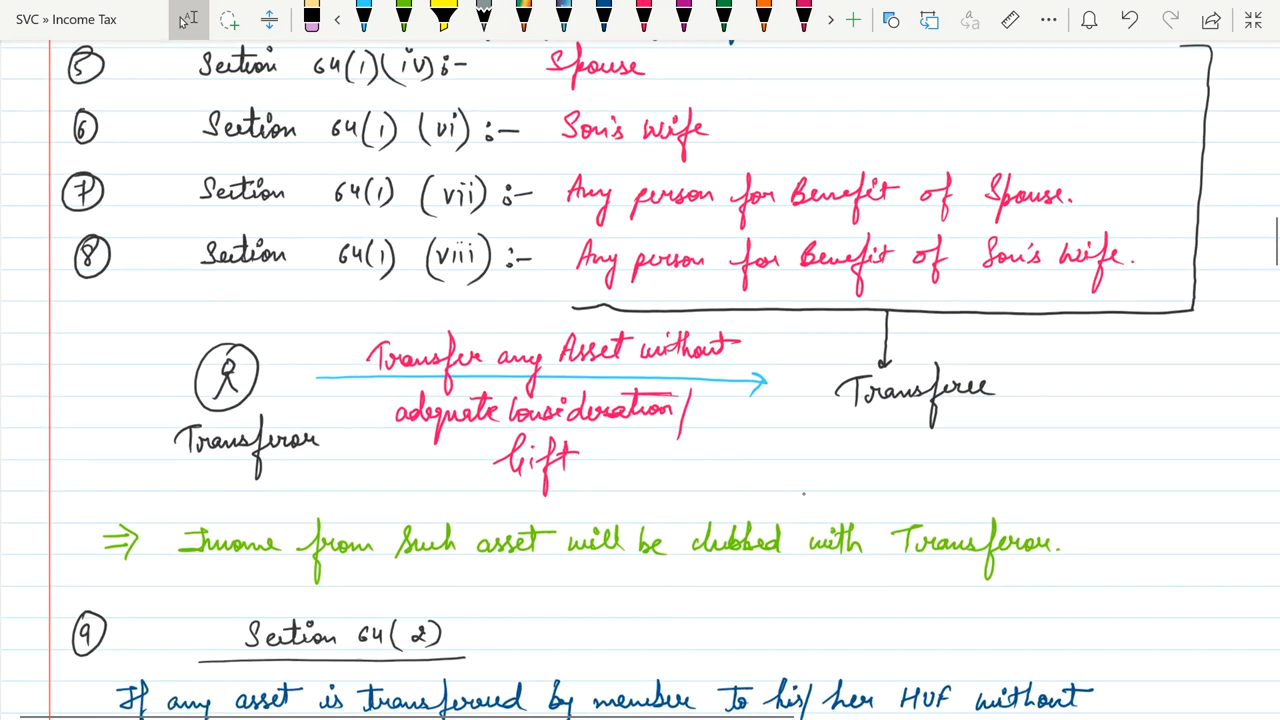 SVC » Income Tax
5 Section 64(1)(iv):- Spouse
6 Section 64(1) (vi) :- Son's Wife
7 Section 64(1) (vii) :- Any person for Benefit of Spouse.
8 Section 64(1) (viii) :- Any person for Benefit of Son's Wife.
Transfer any Asset without
adequate Consideration/
Gift
Transferor
Transferee
⇒ Income from Such asset will be clubbed with Transferor.
9 Section 64(2)
If any asset is transferred by member to his/her HUF without